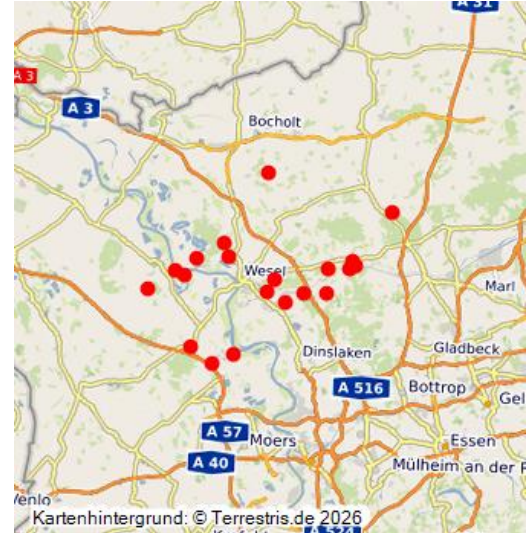 A 31
A 3
A 3
Bocholt
Wesel
Marl
Dinslaken
Gladbeck
A 516
Bottrop
A 57
Moers
Essen
A 40
Mülheim an der
Kartenhintergrund: © Terrestris.de 2026